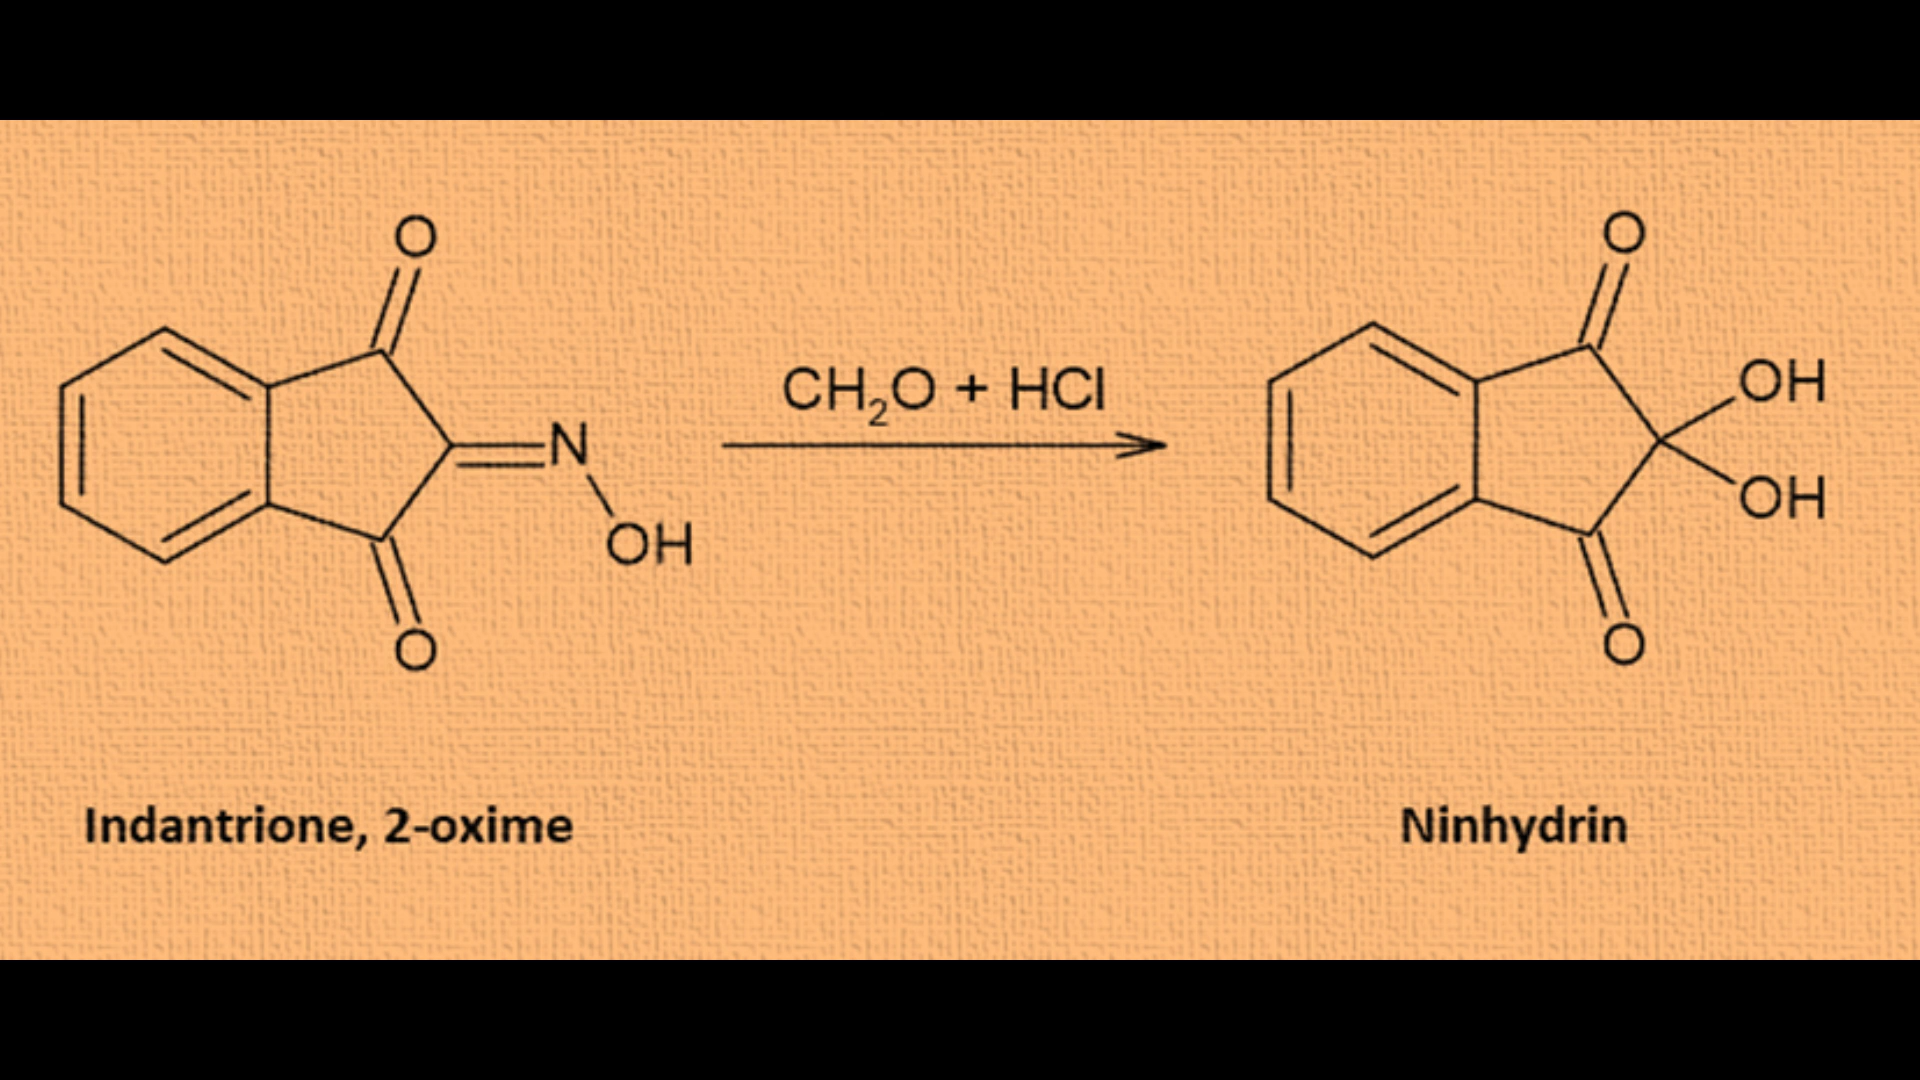 O
O
N
OH
O
CH₂O + HCl
OH
OH
O
Indantrione, 2-oxime
Ninhydrin